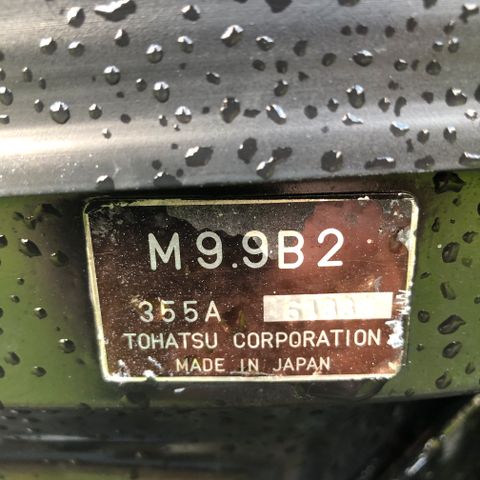 M9.9B2
355A
TOHATSU CORPORATION
MADE IN JAPAN